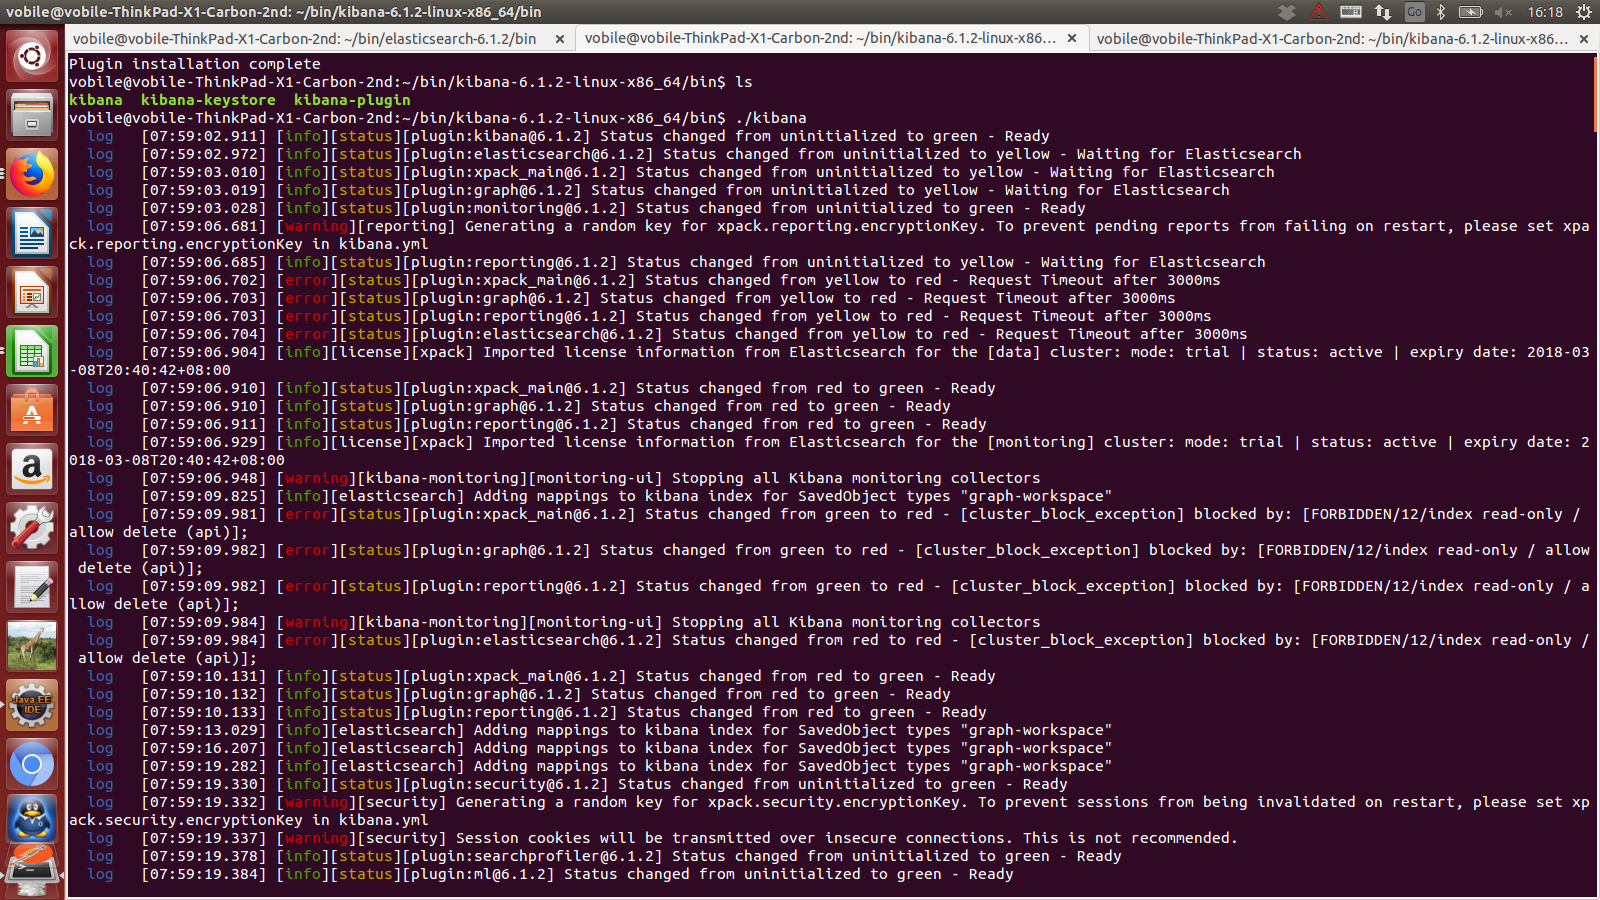 vobile@vobile-ThinkPad-X1-Carbon-2nd: ~/bin/kibana-6.1.2-linux-x86_64/bin
Go
16:18
vobile@vobile-ThinkPad-X1-Carbon-2nd: ~/bin/elasticsearch-6.1.2/bin ×
vobile@vobile-ThinkPad-X1-Carbon-2nd: ~/bin/kibana-6.1.2-linux-x86... ×
vobile@vobile-ThinkPad-X1-Carbon-2nd: ~/bin/kibana-6.1.2-linux-x86_64/... ×
Plugin installation complete
vobile@vobile-ThinkPad-X1-Carbon-2nd:~/bin/kibana-6.1.2-linux-x86_64/bin$ ls
kibana  kibana-keystore  kibana-plugin
vobile@vobile-ThinkPad-X1-Carbon-2nd:~/bin/kibana-6.1.2-linux-x86_64/bin$ ./kibana
log   [07:59:02.911] [info][status][plugin:kibana@6.1.2] Status changed from uninitialized to green - Ready
log   [07:59:02.972] [info][status][plugin:elasticsearch@6.1.2] Status changed from uninitialized to yellow - Waiting for Elasticsearch
log   [07:59:03.010] [info][status][plugin:xpack_main@6.1.2] Status changed from uninitialized to yellow - Waiting for Elasticsearch
log   [07:59:03.019] [info][status][plugin:graph@6.1.2] Status changed from uninitialized to yellow - Waiting for Elasticsearch
log   [07:59:03.028] [info][status][plugin:monitoring@6.1.2] Status changed from uninitialized to green - Ready
log   [07:59:06.681] [warning][reporting] Generating a random key for xpack.reporting.encryptionKey. To prevent pending reports from failing on restart, please set xpa
ck.reporting.encryptionKey in kibana.yml
log   [07:59:06.685] [info][status][plugin:reporting@6.1.2] Status changed from uninitialized to yellow - Waiting for Elasticsearch
log   [07:59:06.702] [error][status][plugin:xpack_main@6.1.2] Status changed from yellow to red - Request Timeout after 3000ms
log   [07:59:06.703] [error][status][plugin:graph@6.1.2] Status changed from yellow to red - Request Timeout after 3000ms
log   [07:59:06.703] [error][status][plugin:reporting@6.1.2] Status changed from yellow to red - Request Timeout after 3000ms
log   [07:59:06.704] [error][status][plugin:elasticsearch@6.1.2] Status changed from yellow to red - Request Timeout after 3000ms
log   [07:59:06.904] [info][license][xpack] Imported license information from Elasticsearch for the [data] cluster: mode: trial | status: active | expiry date: 2018-03
-08T20:40:42+08:00
log   [07:59:06.910] [info][status][plugin:xpack_main@6.1.2] Status changed from red to green - Ready
log   [07:59:06.910] [info][status][plugin:graph@6.1.2] Status changed from red to green - Ready
log   [07:59:06.911] [info][status][plugin:reporting@6.1.2] Status changed from red to green - Ready
log   [07:59:06.929] [info][license][xpack] Imported license information from Elasticsearch for the [monitoring] cluster: mode: trial | status: active | expiry date: 2
018-03-08T20:40:42+08:00
log   [07:59:06.948] [warning][kibana-monitoring][monitoring-ui] Stopping all Kibana monitoring collectors
log   [07:59:09.825] [info][elasticsearch] Adding mappings to kibana index for SavedObject types "graph-workspace"
log   [07:59:09.981] [error][status][plugin:xpack_main@6.1.2] Status changed from green to red - [cluster_block_exception] blocked by: [FORBIDDEN/12/index read-only /
allow delete (api)];
log   [07:59:09.982] [error][status][plugin:graph@6.1.2] Status changed from green to red - [cluster_block_exception] blocked by: [FORBIDDEN/12/index read-only / allow
delete (api)];
log   [07:59:09.982] [error][status][plugin:reporting@6.1.2] Status changed from green to red - [cluster_block_exception] blocked by: [FORBIDDEN/12/index read-only / a
llow delete (api)];
log   [07:59:09.984] [warning][kibana-monitoring][monitoring-ui] Stopping all Kibana monitoring collectors
log   [07:59:09.984] [error][status][plugin:elasticsearch@6.1.2] Status changed from red to red - [cluster_block_exception] blocked by: [FORBIDDEN/12/index read-only /
allow delete (api)];
log   [07:59:10.131] [info][status][plugin:xpack_main@6.1.2] Status changed from red to green - Ready
log   [07:59:10.132] [info][status][plugin:graph@6.1.2] Status changed from red to green - Ready
log   [07:59:10.133] [info][status][plugin:reporting@6.1.2] Status changed from red to green - Ready
log   [07:59:13.029] [info][elasticsearch] Adding mappings to kibana index for SavedObject types "graph-workspace"
log   [07:59:16.207] [info][elasticsearch] Adding mappings to kibana index for SavedObject types "graph-workspace"
log   [07:59:19.282] [info][elasticsearch] Adding mappings to kibana index for SavedObject types "graph-workspace"
log   [07:59:19.330] [info][status][plugin:security@6.1.2] Status changed from uninitialized to green - Ready
log   [07:59:19.332] [warning][security] Generating a random key for xpack.security.encryptionKey. To prevent sessions from being invalidated on restart, please set xp
ack.security.encryptionKey in kibana.yml
log   [07:59:19.337] [warning][security] Session cookies will be transmitted over insecure connections. This is not recommended.
log   [07:59:19.378] [info][status][plugin:searchprofiler@6.1.2] Status changed from uninitialized to green - Ready
log   [07:59:19.384] [info][status][plugin:ml@6.1.2] Status changed from uninitialized to green - Ready
Java EE
IDE